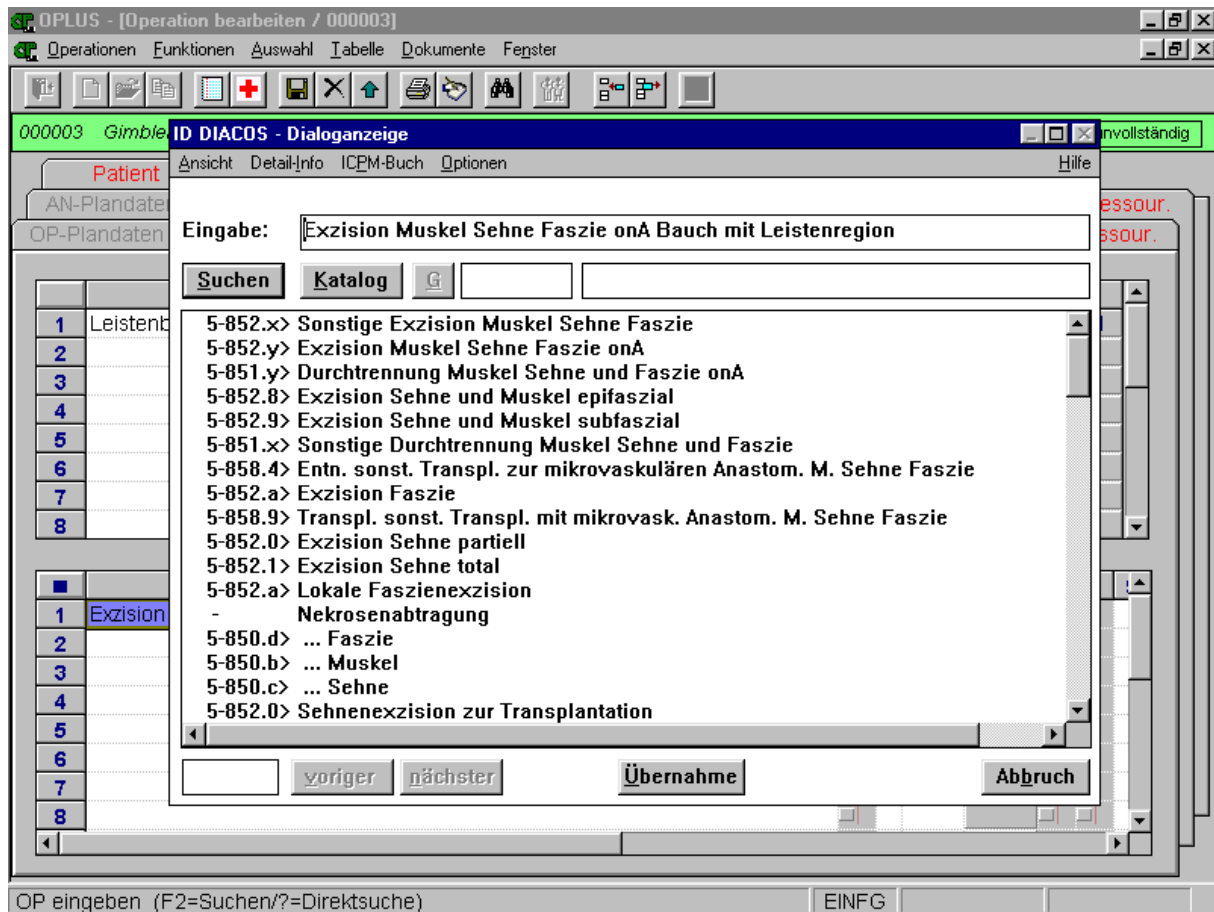 OPLUS - [Operation bearbeiten / 000003]
Operationen Funktionen Auswahl Tabelle Dokumente Fenster
000003 Gimble
nvollständig
ID DIACOS - Dialoganzeige
Ansicht Detail-Info ICPM-Buch Optionen Hilfe
Patient
AN-Plandate
essour.
OP-Plandaten
ssour.
Eingabe: Exzision Muskel Sehne Faszie onA Bauch mit Leistenregion
Suchen Katalog G
1 Leistenb
2
3
4
5
6
7
8
5-852.x> Sonstige Exzision Muskel Sehne Faszie
5-852.y> Exzision Muskel Sehne Faszie onA
5-851.y> Durchtrennung Muskel Sehne und Faszie onA
5-852.8> Exzision Sehne und Muskel epifaszial
5-852.9> Exzision Sehne und Muskel subfaszial
5-851.x> Sonstige Durchtrennung Muskel Sehne und Faszie
5-858.4> Entn. sonst. Transpl. zur mikrovaskulären Anastom. M. Sehne Faszie
5-852.a> Exzision Faszie
5-858.9> Transpl. sonst. Transpl. mit mikrovask. Anastom. M. Sehne Faszie
5-852.0> Exzision Sehne partiell
5-852.1> Exzision Sehne total
5-852.a> Lokale Faszienexzision
- Nekrosenabtragung
5-850.d> ... Faszie
5-850.b> ... Muskel
5-850.c> ... Sehne
5-852.0> Sehnenexzision zur Transplantation
1 Exzision
2
3
4
5
6
7
8
voriger nächster Übernahme Abbruch
OP eingeben (F2=Suchen/?=Direktsuche) EINFG